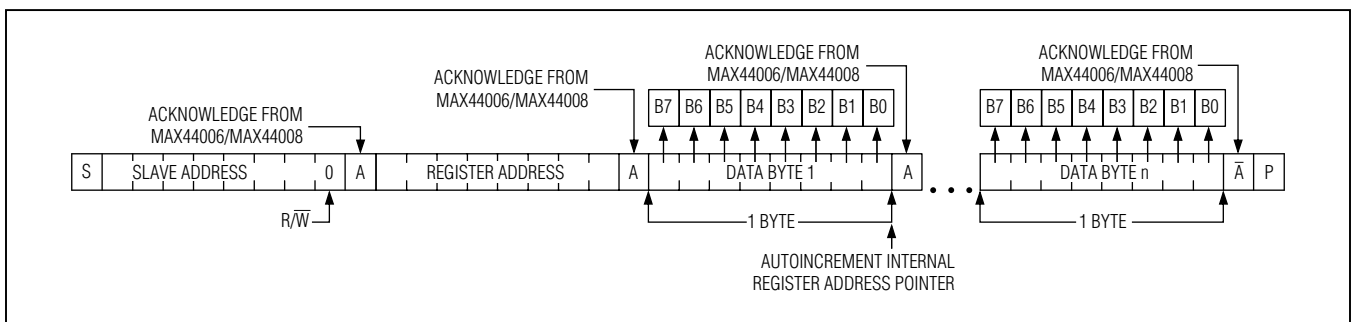 ACKNOWLEDGE FROM
MAX44006/MAX44008
ACKNOWLEDGE FROM
MAX44006/MAX44008
ACKNOWLEDGE FROM
MAX44006/MAX44008
ACKNOWLEDGE FROM
MAX44006/MAX44008
B7 B6 B5 B4 B3 B2 B1 B0
B7 B6 B5 B4 B3 B2 B1 B0
S SLAVE ADDRESS 0 A REGISTER ADDRESS A DATA BYTE 1 A • • • DATA BYTE n A̅ P
R/W̅
1 BYTE
1 BYTE
AUTOINCREMENT INTERNAL
REGISTER ADDRESS POINTER